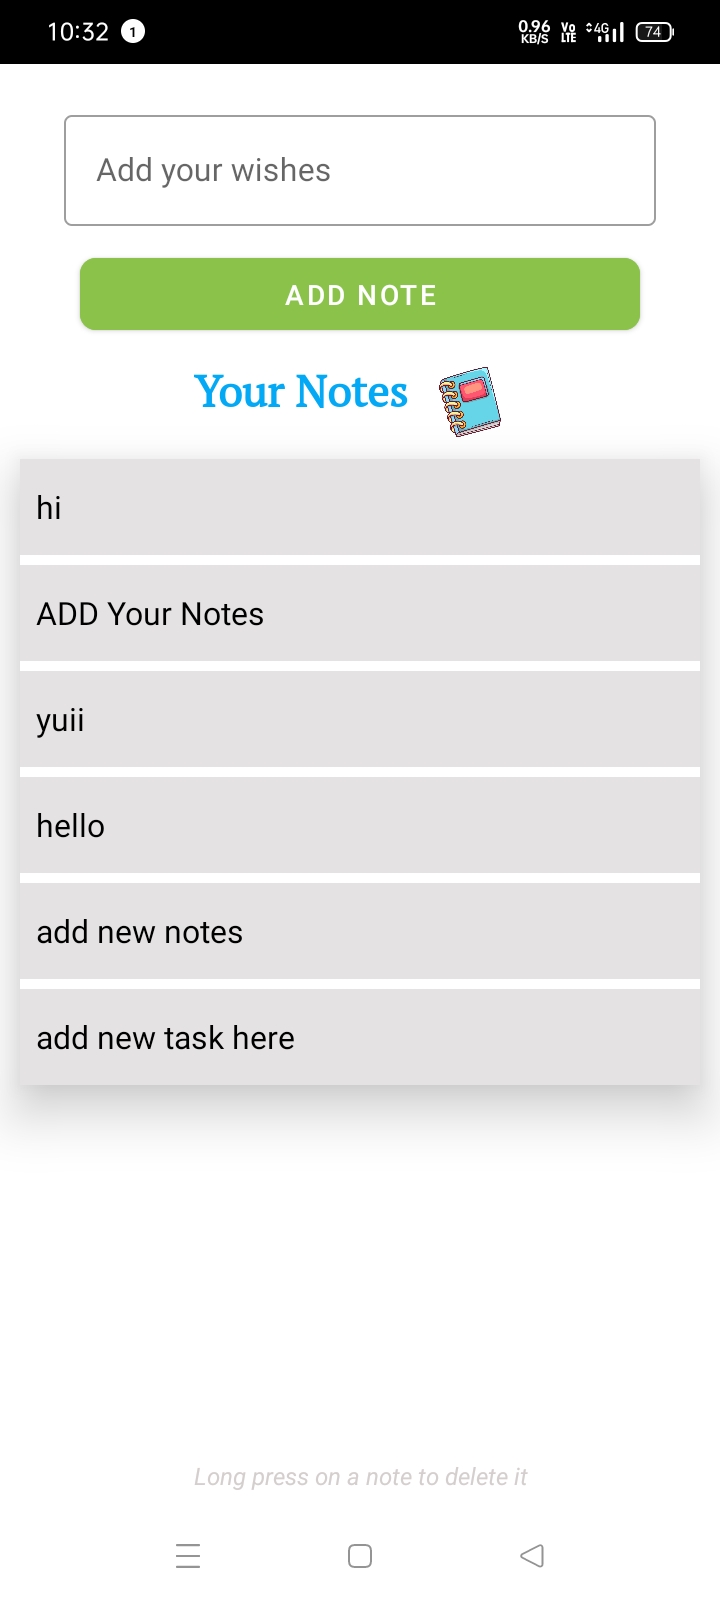 10:32 1 0.96 KB/S Vo LTE 4G 74
Add your wishes
ADD NOTE
Your Notes
hi
ADD Your Notes
yuii
hello
add new notes
add new task here
Long press on a note to delete it